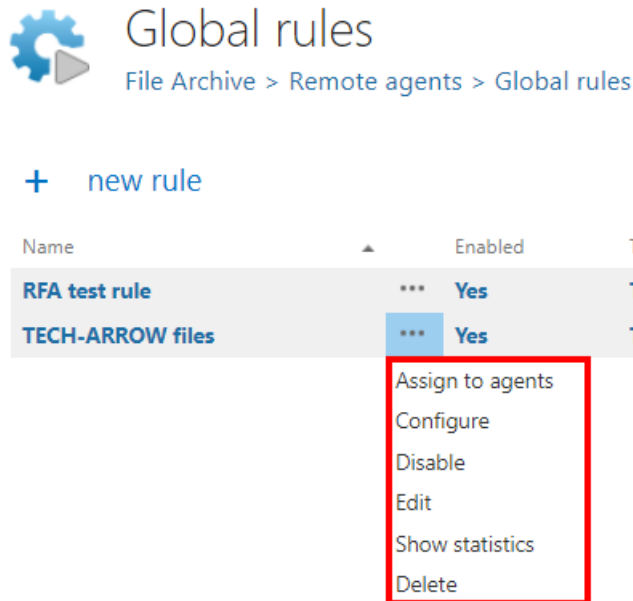 Global rules
File Archive > Remote agents > Global rules
+ new rule
Name Enabled
RFA test rule ... Yes
TECH-ARROW files ... Yes
Assign to agents
Configure
Disable
Edit
Show statistics
Delete